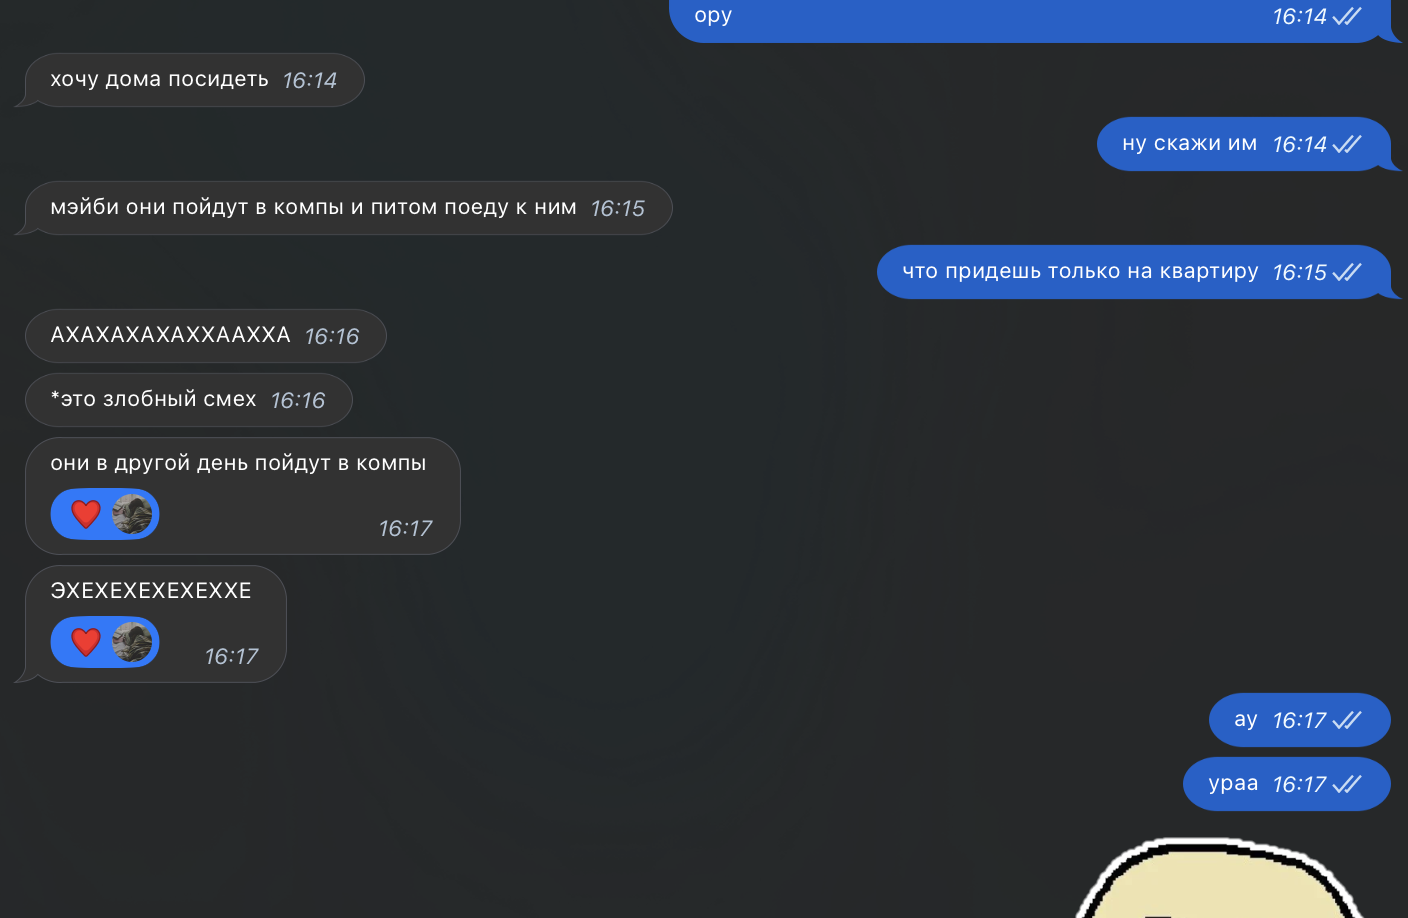 ору 16:14
хочу дома посидеть 16:14
ну скажи им 16:14
мэйби они пойдут в компы и питом поеду к ним 16:15
что придешь только на квартиру 16:15
АХАХАХАХАХХААХХА 16:16
*это злобный смех 16:16
они в другой день пойдут в компы
16:17
ЭХЕХЕХЕХЕХЕХХЕ
16:17
ау 16:17
ураа 16:17